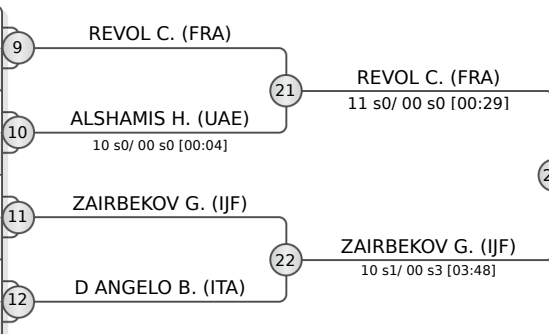 REVOL C. (FRA)
9
21
REVOL C. (FRA)
11 s0/ 00 s0 [00:29]
ALSHAMIS H. (UAE)
10
10 s0/ 00 s0 [00:04]
ZAIRBEKOV G. (IJF)
11
22
ZAIRBEKOV G. (IJF)
10 s1/ 00 s3 [03:48]
D ANGELO B. (ITA)
12